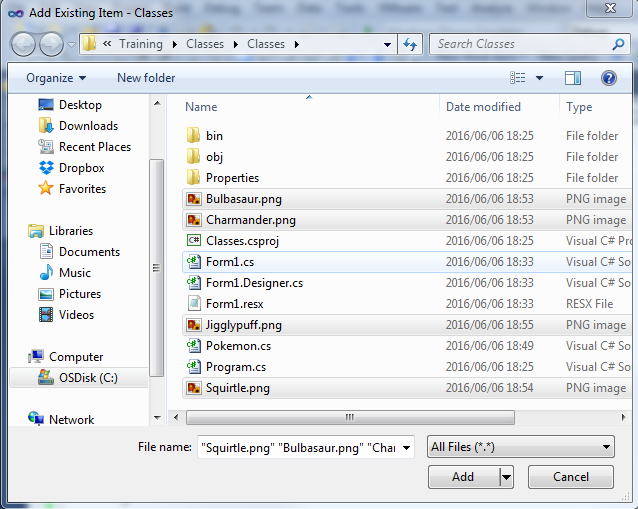 Add Existing Item - Classes
« Training Classes Classes Search Classes
Organize New folder
Desktop
Downloads
Recent Places
Dropbox
Favorites
Libraries
Documents
Music
Pictures
Videos
Computer
OSDisk (C:)
Network
Name Date modified Type
bin 2016/06/06 18:25 File folder
obj 2016/06/06 18:25 File folder
Properties 2016/06/06 18:25 File folder
Bulbasaur.png 2016/06/06 18:53 PNG image
Charmander.png 2016/06/06 18:53 PNG image
C# Classes.csproj 2016/06/06 18:25 Visual C# Pro
Form1.cs 2016/06/06 18:33 Visual C# So
Form1.Designer.cs 2016/06/06 18:33 Visual C# So
Form1.resx 2016/06/06 18:33 RESX File
Jigglypuff.png 2016/06/06 18:55 PNG image
Pokemon.cs 2016/06/06 18:49 Visual C# So
Program.cs 2016/06/06 18:25 Visual C# So
Squirtle.png 2016/06/06 18:54 PNG image
File name: "Squirtle.png" "Bulbasaur.png" "Char All Files (*.*)
Add Cancel